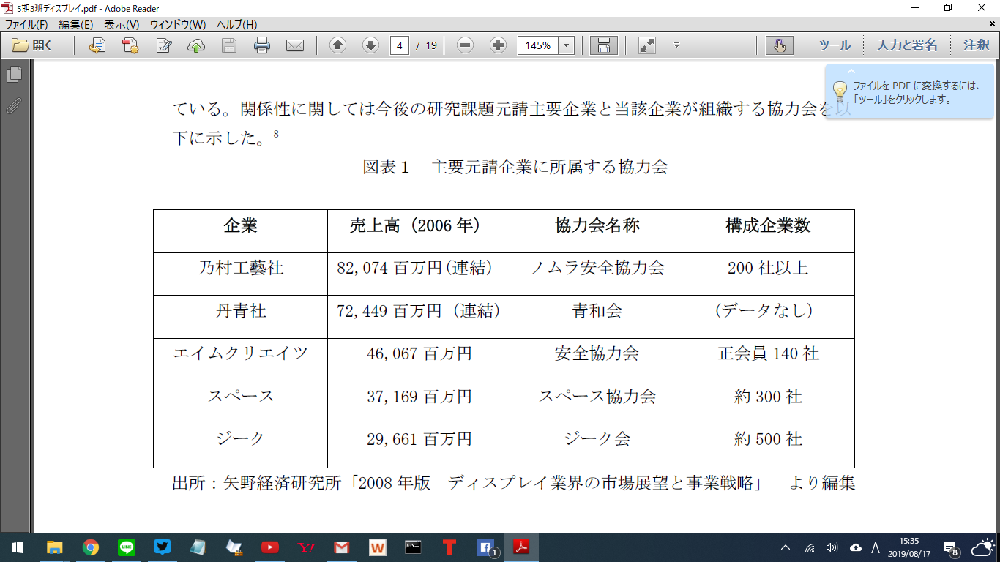 5期3班ディスプレイ.pdf - Adobe Reader
ファイル(F) 編集(E) 表示(V) ウィンドウ(W) ヘルプ(H)
開く 4 / 19 145% ツール 入力と署名 注釈
ファイルを PDF に変換するには、
「ツール」をクリックします。
ている。関係性に関しては今後の研究課題元請主要企業と当該企業が組織する協力会を以
下に示した。8
図表１ 主要元請企業に所属する協力会
企業 売上高（2006 年） 協力会名称 構成企業数
乃村工藝社 82,074 百万円(連結) ノムラ安全協力会 200 社以上
丹青社 72,449 百万円（連結） 青和会 （データなし）
エイムクリエイツ 46,067 百万円 安全協力会 正会員 140 社
スペース 37,169 百万円 スペース協力会 約 300 社
ジーク 29,661 百万円 ジーク会 約 500 社
出所：矢野経済研究所「2008 年版 ディスプレイ業界の市場展望と事業戦略」 より編集
LINE Y! W T 1 A 15:35 8
2019/08/17